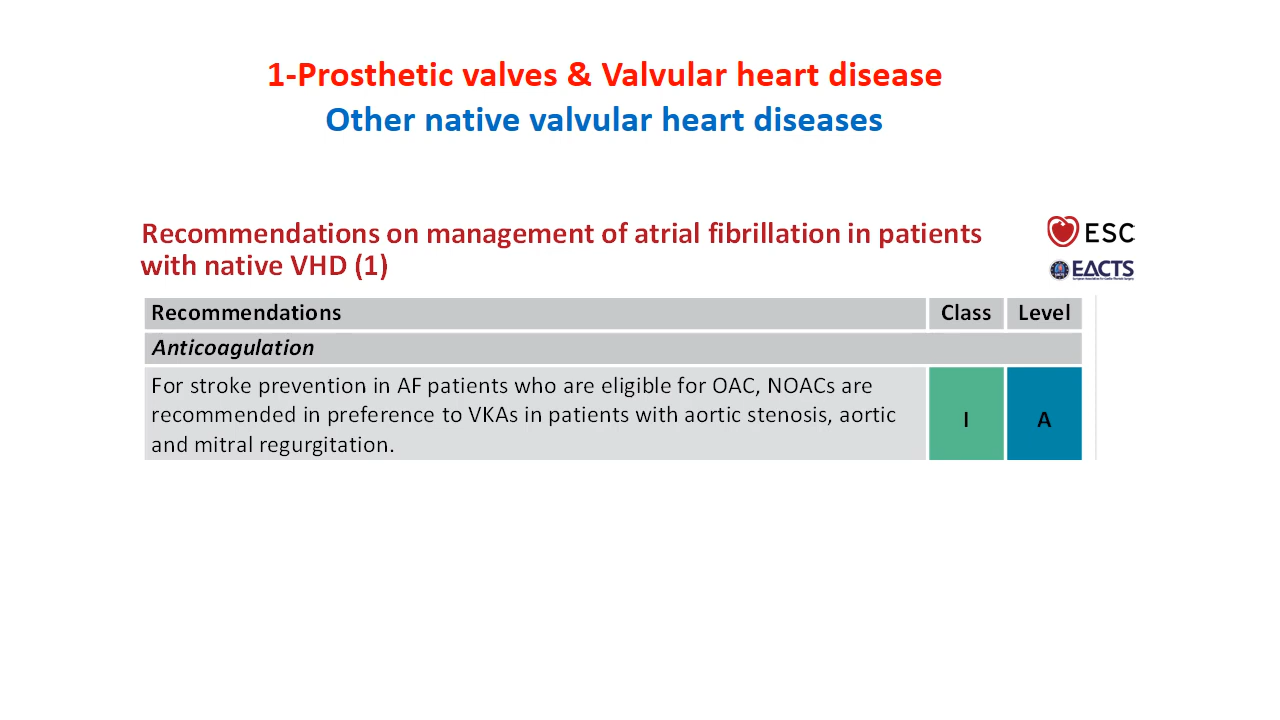 1-Prosthetic valves & Valvular heart disease
Other native valvular heart diseases
Recommendations on management of atrial fibrillation in patients
with native VHD (1)
ESC
EACTS
Recommendations Class Level
Anticoagulation
For stroke prevention in AF patients who are eligible for OAC, NOACs are
recommended in preference to VKAs in patients with aortic stenosis, aortic
and mitral regurgitation.
I A